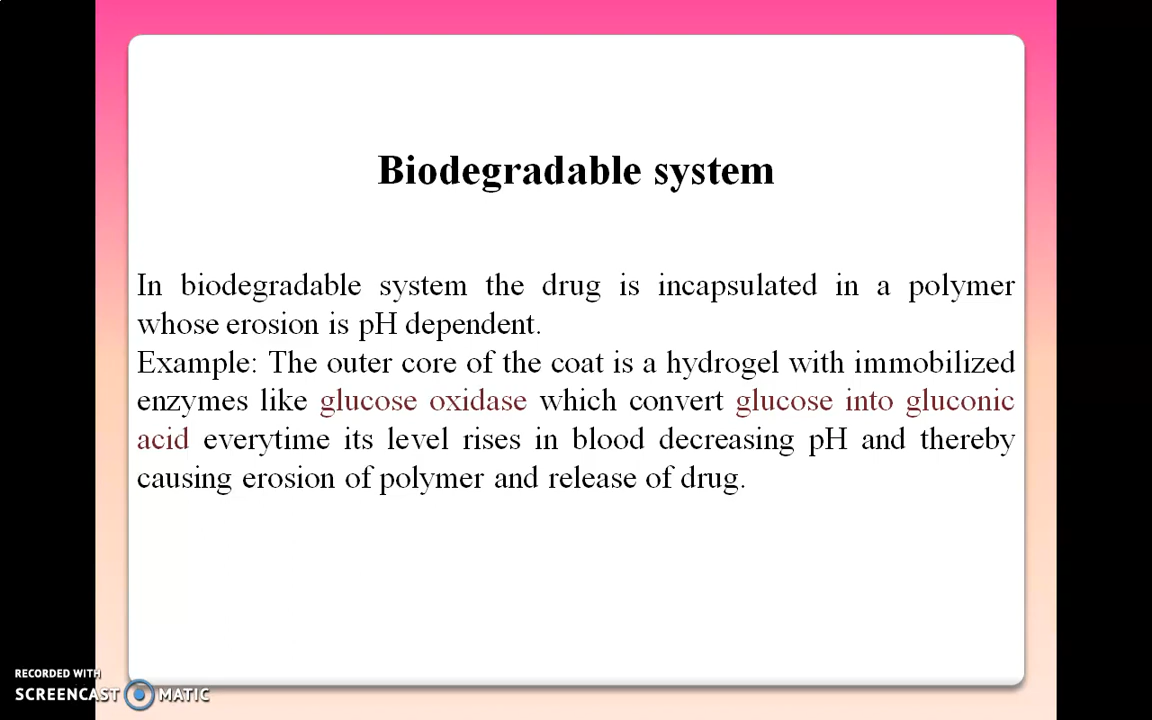 Biodegradable system
In biodegradable system the drug is incapsulated in a polymer
whose erosion is pH dependent.
Example: The outer core of the coat is a hydrogel with immobilized
enzymes like glucose oxidase which convert glucose into gluconic
acid everytime its level rises in blood decreasing pH and thereby
causing erosion of polymer and release of drug.
RECORDED WITH
SCREENCAST MATIC